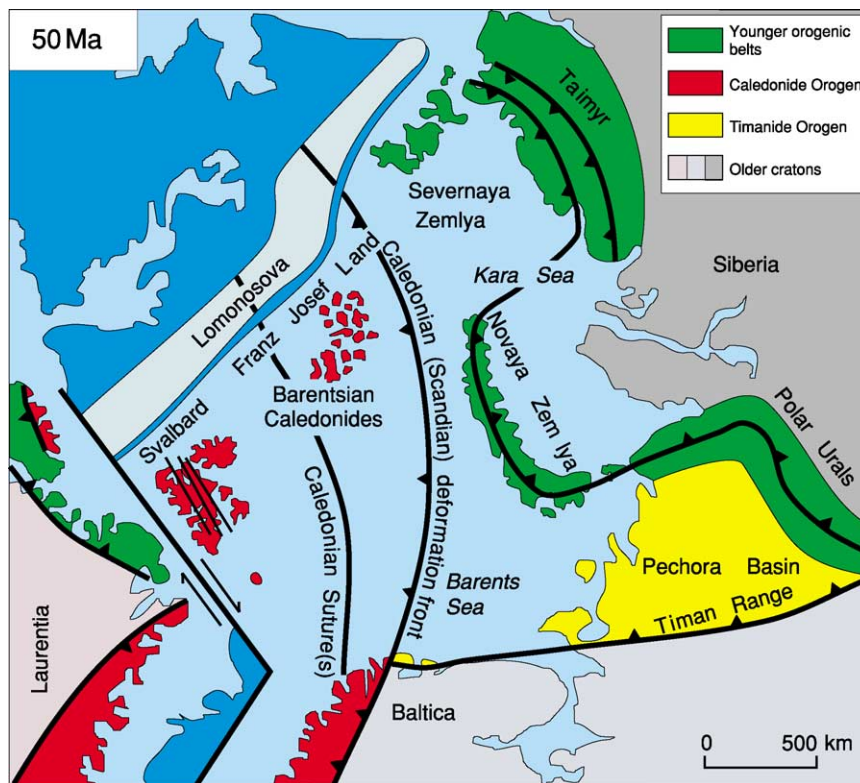 50 Ma
Younger orogenic
belts
Caledonide Orogen
Timanide Orogen
Older cratons
Taimyr
Severnaya
Zemlya
Siberia
Kara Sea
Lomonosova
Franz Josef Land
Caledonian (Scandian) deformation front
Novaya Zemlya
Barentsian
Caledonides
Svalbard
Polar Urals
Caledonian Suture(s)
Barents
Sea
Pechora Basin
Timan Range
Laurentia
Baltica
0 500 km